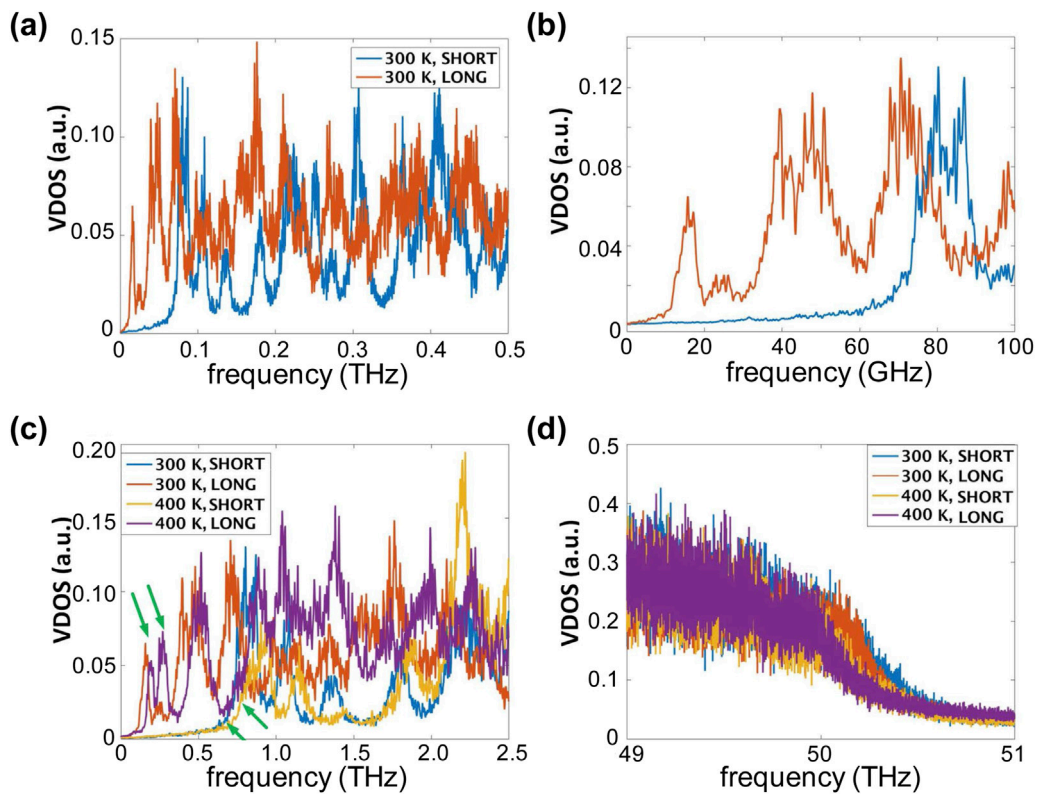 (a)
0.15
0.10
0.05
0
VDOS (a.u.)
300 K, SHORT
300 K, LONG
0 0.1 0.2 0.3 0.4 0.5
frequency (THz)
(b)
0.12
0.08
0.04
0
VDOS (a.u.)
0 20 40 60 80 100
frequency (GHz)
(c)
0.20
0.15
0.10
0.05
0
VDOS (a.u.)
300 K, SHORT
300 K, LONG
400 K, SHORT
400 K, LONG
0 0.5 1.0 1.5 2.0 2.5
frequency (THz)
(d)
0.5
0.4
0.3
0.2
0.1
0
VDOS (a.u.)
300 K, SHORT
300 K, LONG
400 K, SHORT
400 K, LONG
49 50 51
frequency (THz)